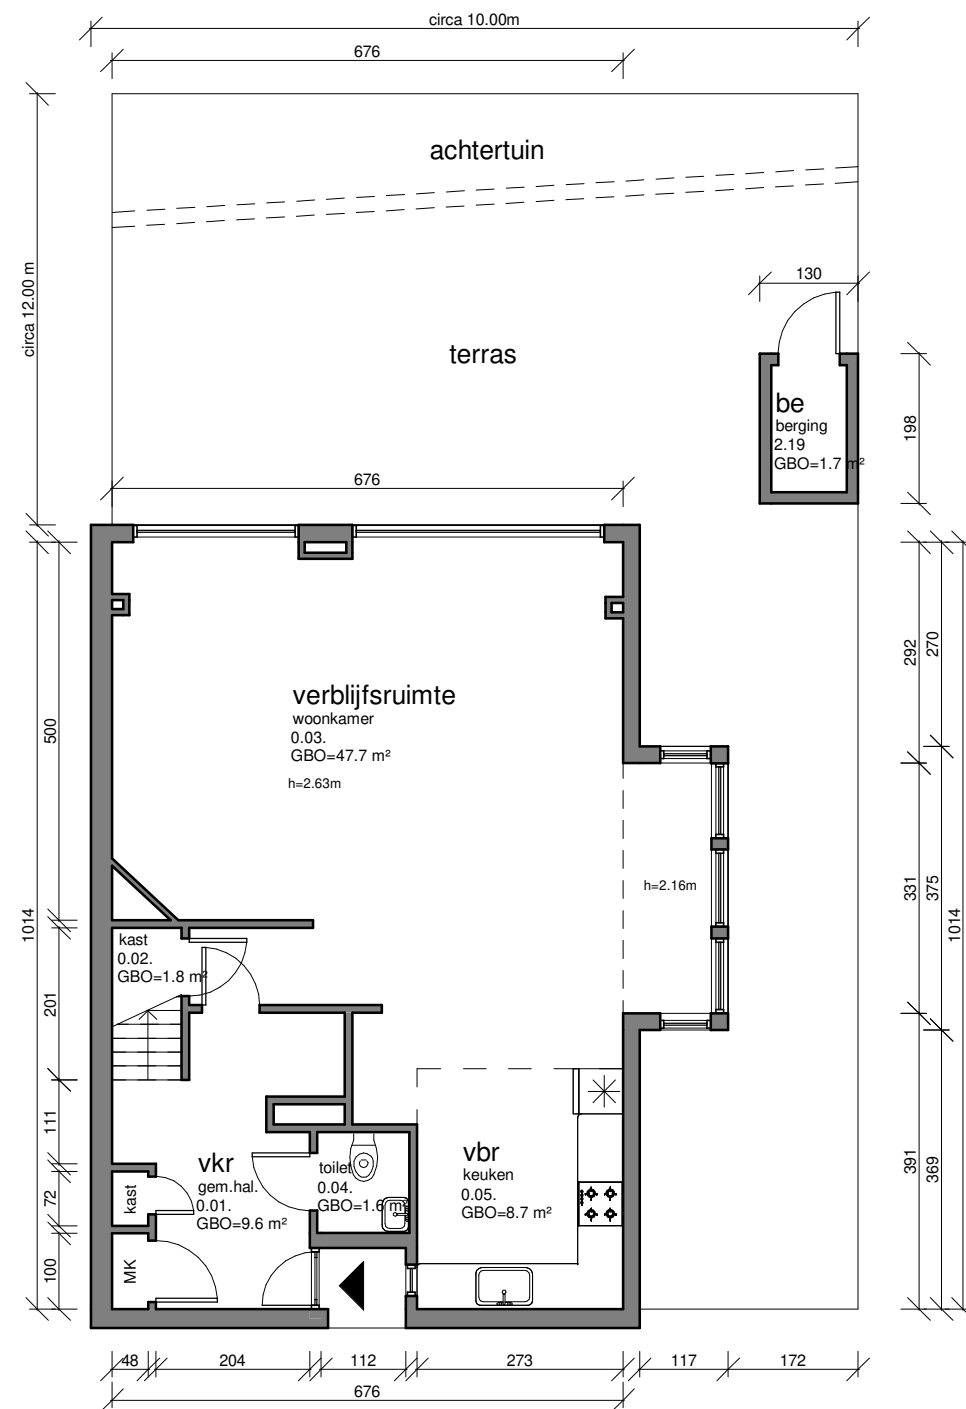 circa 10.00m
676
achtertuin
circa 12.00 m
130
terras
198
be
berging
2.19
GBO=1.7 m²
676
292
270
verblijfsruimte
woonkamer
0.03.
GBO=47.7 m²
h=2.63m
500
h=2.16m
331
375
1014
1014
kast
0.02.
GBO=1.8 m²
201
111
vkr
gem.hal.
0.01.
GBO=9.6 m²
toilet
0.04.
GBO=1.6 m²
vbr
keuken
0.05.
GBO=8.7 m²
391
369
72
kast
100
MK
48
204
112
273
117
172
676